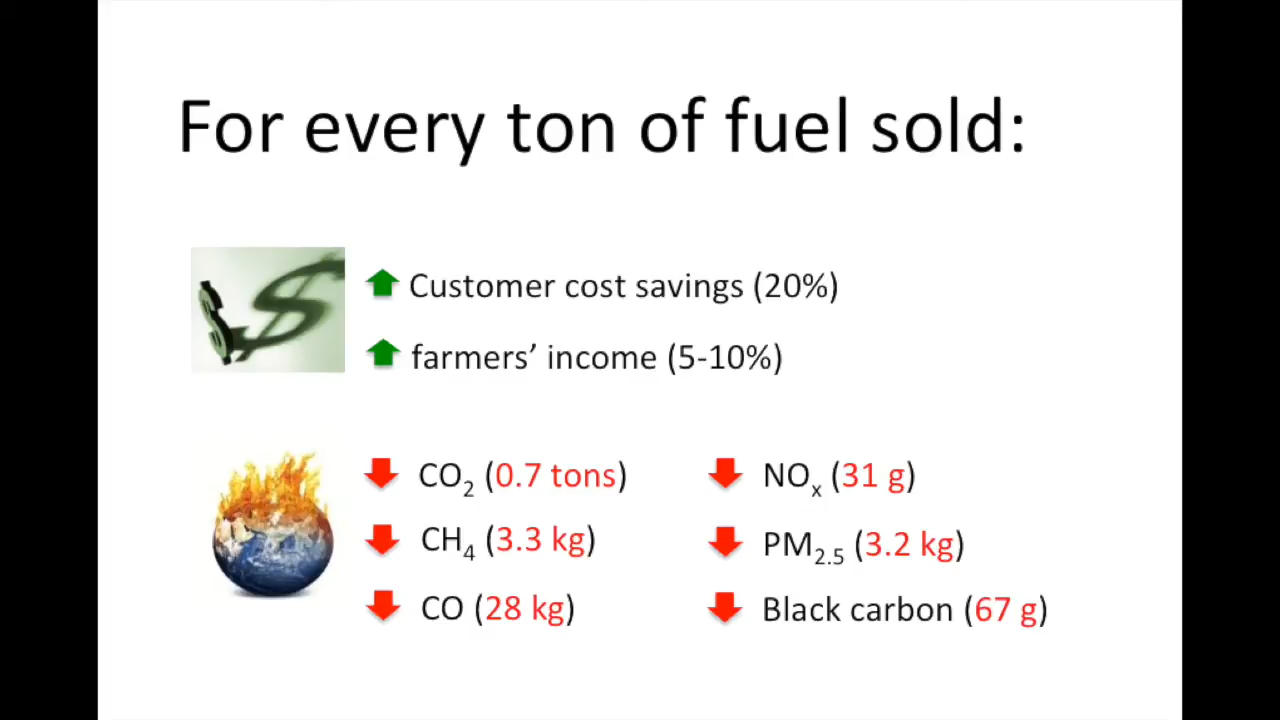 For every ton of fuel sold:
Customer cost savings (20%)
farmers’ income (5-10%)
CO₂ (0.7 tons)
CH₄ (3.3 kg)
CO (28 kg)
NOₓ (31 g)
PM₂.₅ (3.2 kg)
Black carbon (67 g)